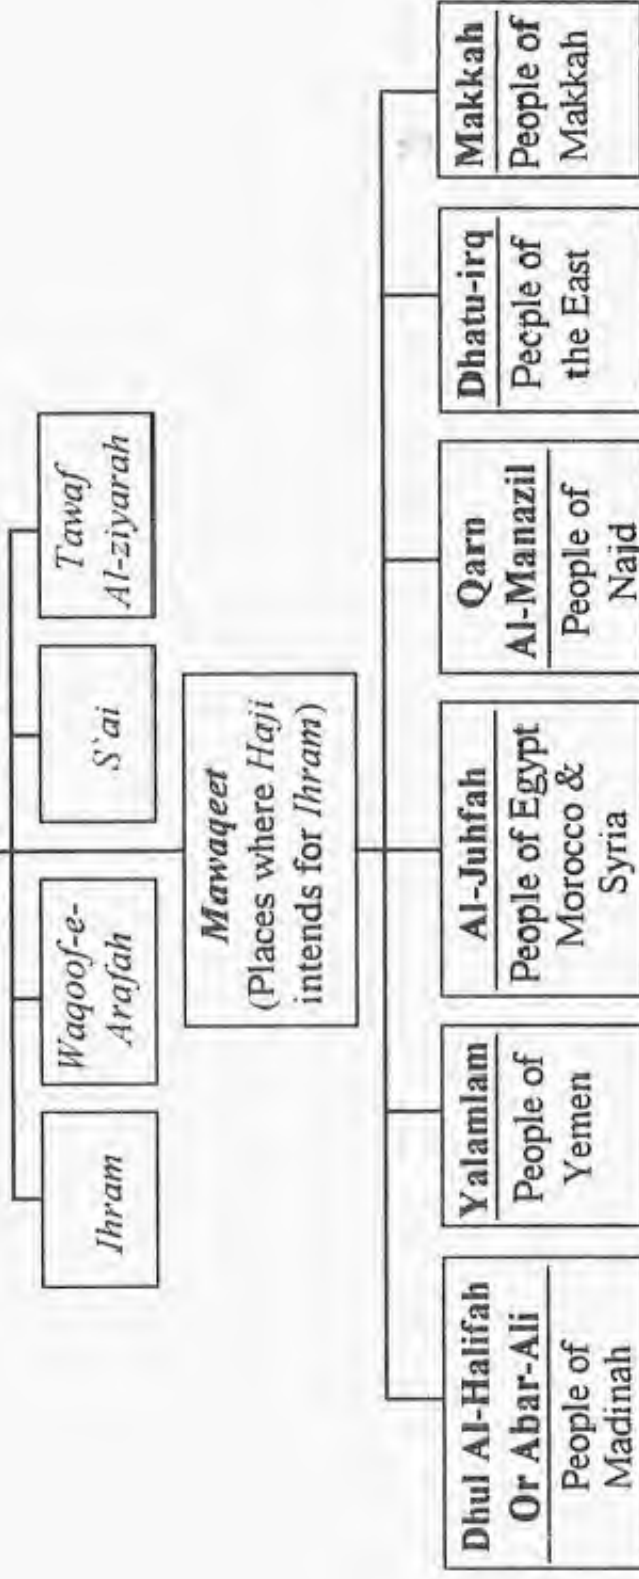 Ihram
Waqoof-e-
Arafah
S`ai
Tawaf
Al-ziyarah
Mawaqeet
(Places where Haji
intends for Ihram)
Dhul Al-Halifah
Or Abar-Ali
People of
Madinah
Yalamlam
People of
Yemen
Al-Juhfah
People of Egypt
Morocco &
Syria
Qarn
Al-Manazil
People of
Najd
Dhatu-irq
People of
the East
Makkah
People of
Makkah